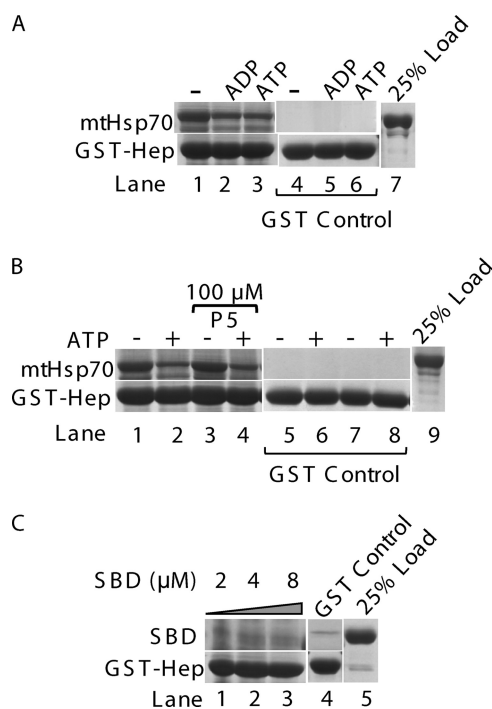 A
– ADP ATP – ADP ATP 25% Load
mtHsp70
GST-Hep
Lane 1 2 3 4 5 6 7
GST Control
B
100 µM
P5
ATP - + - + - + - + 25% Load
mtHsp70
GST-Hep
Lane 1 2 3 4 5 6 7 8 9
GST Control
C
SBD (µM) 2 4 8 GST Control 25% Load
SBD
GST-Hep
Lane 1 2 3 4 5